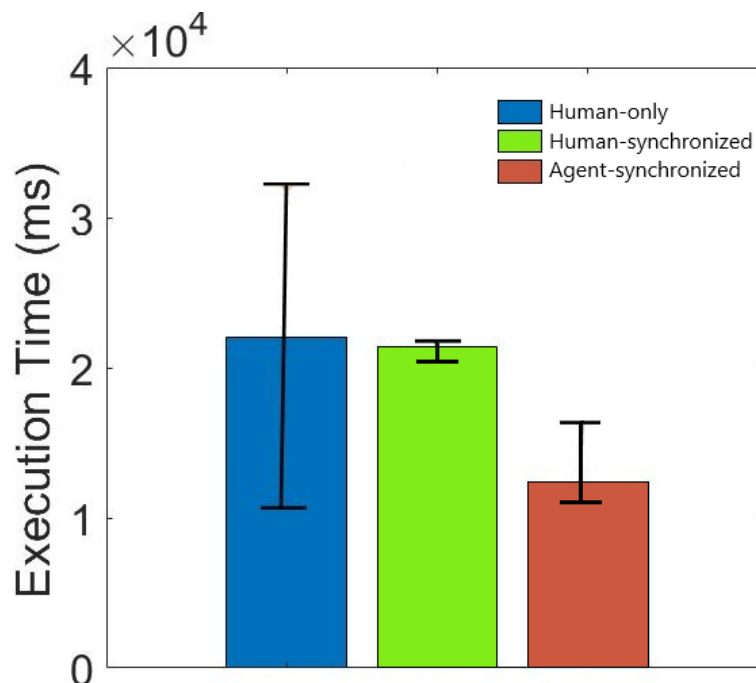 ×10⁴
4
3
2
1
0
Execution Time (ms)
Human-only
Human-synchronized
Agent-synchronized